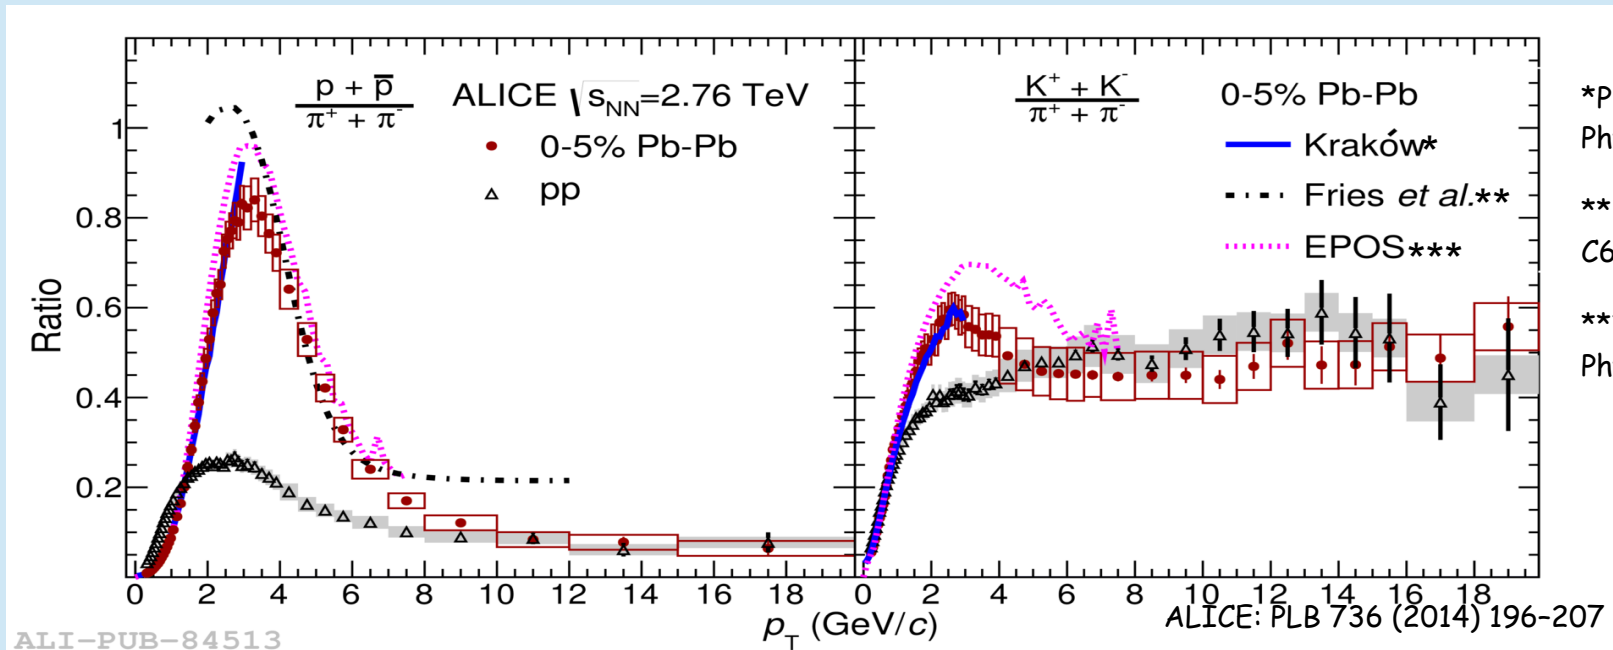 p + p̄
π⁺ + π⁻
ALICE √sNN=2.76 TeV
0-5% Pb-Pb
pp
K⁺ + K⁻
π⁺ + π⁻
0-5% Pb-Pb
Kraków*
Fries et al.**
EPOS***
*P
Ph
**
C6
**
Ph
Ratio
1
0.8
0.6
0.4
0.2
0 2 4 6 8 10 12 14 16 18
0 2 4 6 8 10 12 14 16 18
pT (GeV/c)
ALICE: PLB 736 (2014) 196–207
ALI–PUB–84513